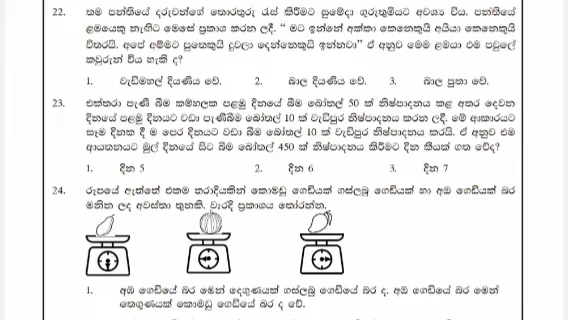 22. තම පන්තියේ දරුවන්ගේ තොරතුරු රැස් කිරීමට සුමේදා ගුරුතුමියට අවශ්‍ය විය. පන්තියේ
ළමයෙකු නැඟිට මෙසේ ප්‍රකාශ කරන ලදී. “ මට ඉන්නේ අක්කා කෙනෙකුයි අයියා කෙනෙකුයි
විතරයි. අපේ අම්මට පුතෙකුයි දුවලා දෙන්නෙකුයි ඉන්නවා” ඒ අනුව මෙම ළමයා එම පවුලේ
කවුරුන් විය හැකි ද?
1. වැඩිමහල් දියණිය වේ. 2. බාල දියණිය වේ. 3. බාල පුතා වේ.
23. එක්තරා පැණි බීම කම්හලක පළමු දිනයේ බීම බෝතල් 50 ක් නිෂ්පාදනය කළ අතර දෙවන
දිනයේ පළමු දිනයට වඩා පැණිබීම බෝතල් 10 ක් වැඩිපුර නිෂ්පාදනය කරන ලදී. මේ ආකාරයට
සෑම දිනක දී ම පෙර දිනයට වඩා බීම බෝතල් 10 ක් වැඩිපුර නිෂ්පාදනය කරයි. ඒ අනුව එම
ආයතනයට මුල් දිනයේ සිට බීම බෝතල් 450 ක් නිෂ්පාදනය කිරීමට දින කීයක් ගත වේද?
1. දින 5 2. දින 6 3. දින 7
24. රූපයේ ඇත්තේ එකම තරාදියකින් කොමඩු ගෙඩියක් ගස්ලබු ගෙඩියක් හා අඹ ගෙඩියක් බර
මනින ලද අවස්ථා තුනකි. වැරදි ප්‍රකාශය තෝරන්න.
1. අඹ ගෙඩියේ බර මෙන් දෙගුණයක් ගස්ලබු ගෙඩියේ බර ද, අඹ ගෙඩියේ බර මෙන්
තෙගුණයක් කොමඩු ගෙඩියේ බර ද වේ.